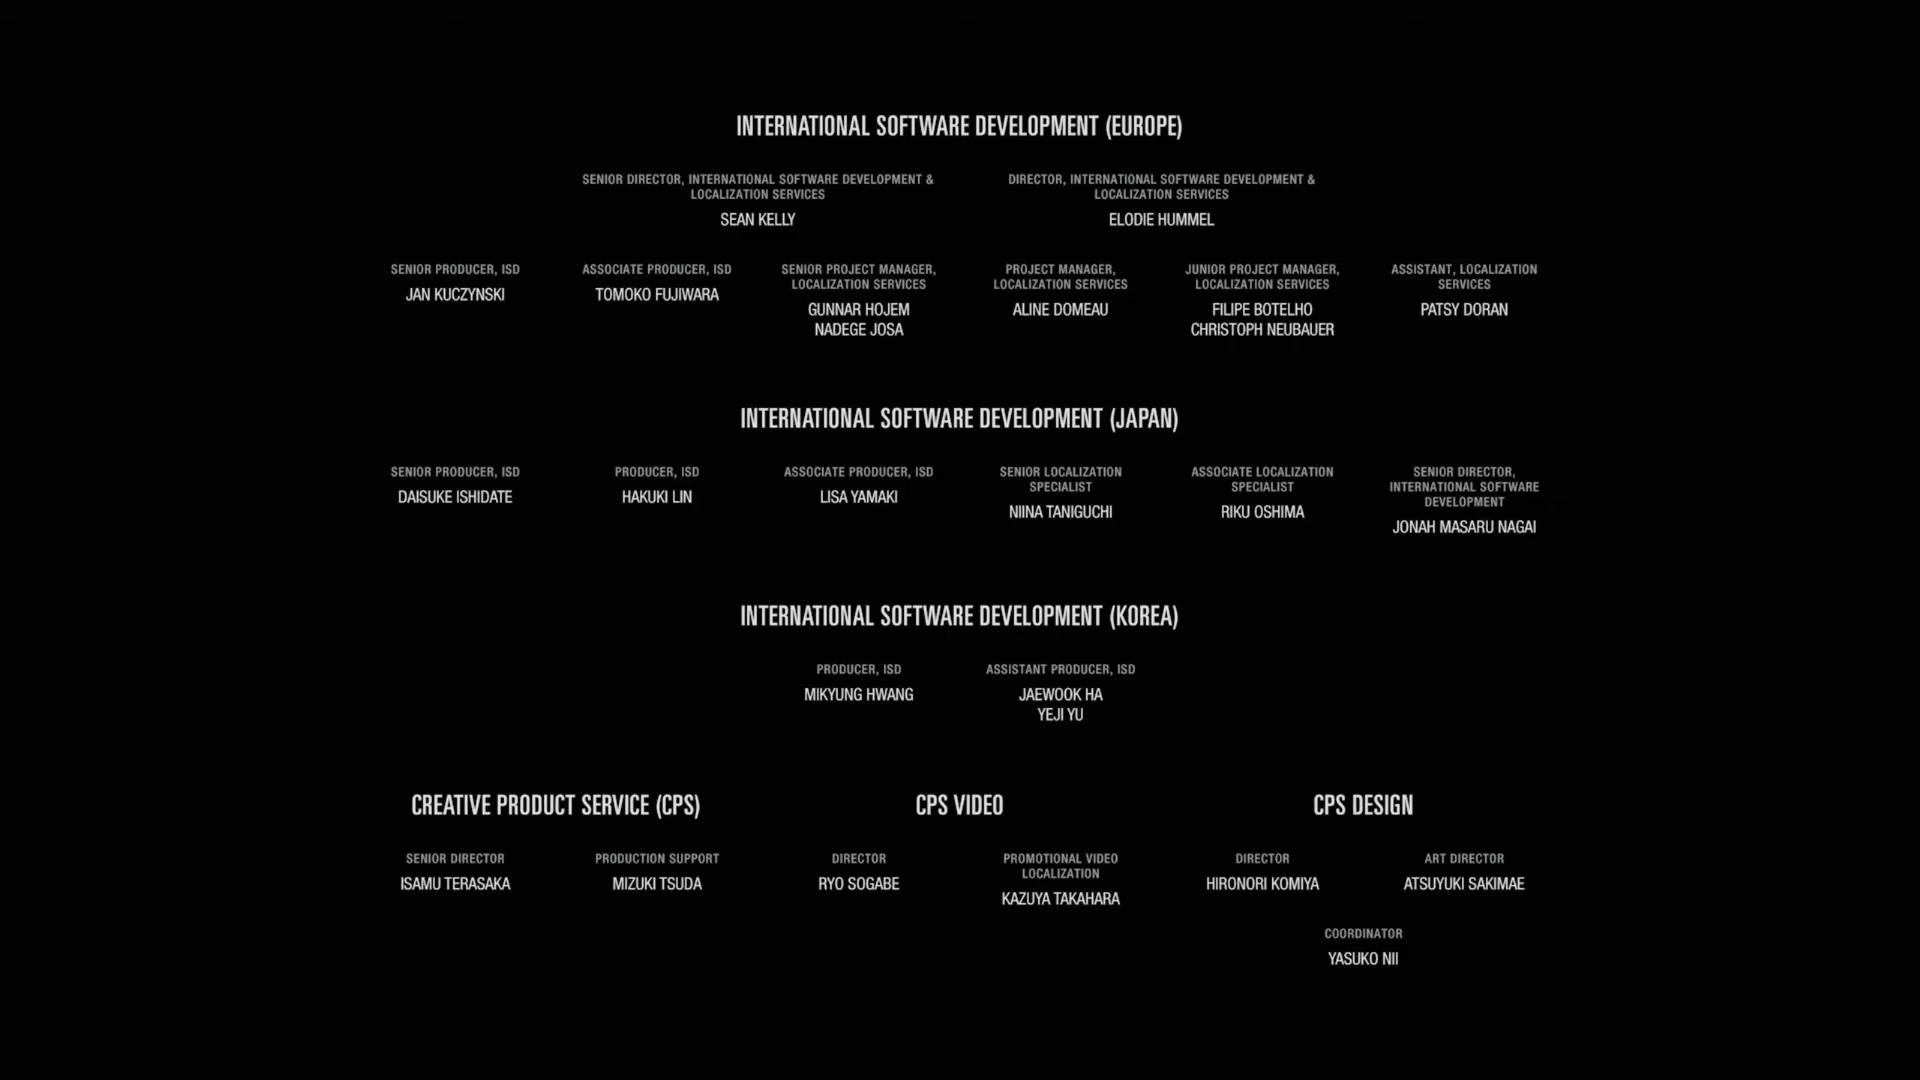 INTERNATIONAL SOFTWARE DEVELOPMENT (EUROPE)
SENIOR DIRECTOR, INTERNATIONAL SOFTWARE DEVELOPMENT &
LOCALIZATION SERVICES
SEAN KELLY
DIRECTOR, INTERNATIONAL SOFTWARE DEVELOPMENT &
LOCALIZATION SERVICES
ELODIE HUMMEL
SENIOR PRODUCER, ISD
JAN KUCZYNSKI
ASSOCIATE PRODUCER, ISD
TOMOKO FUJIWARA
SENIOR PROJECT MANAGER,
LOCALIZATION SERVICES
GUNNAR HOJEM
NADEGE JOSA
PROJECT MANAGER,
LOCALIZATION SERVICES
ALINE DOMEAU
JUNIOR PROJECT MANAGER,
LOCALIZATION SERVICES
FILIPE BOTELHO
CHRISTOPH NEUBAUER
ASSISTANT, LOCALIZATION
SERVICES
PATSY DORAN
INTERNATIONAL SOFTWARE DEVELOPMENT (JAPAN)
SENIOR PRODUCER, ISD
DAISUKE ISHIDATE
PRODUCER, ISD
HAKUKI LIN
ASSOCIATE PRODUCER, ISD
LISA YAMAKI
SENIOR LOCALIZATION
SPECIALIST
NIINA TANIGUCHI
ASSOCIATE LOCALIZATION
SPECIALIST
RIKU OSHIMA
SENIOR DIRECTOR,
INTERNATIONAL SOFTWARE
DEVELOPMENT
JONAH MASARU NAGAI
INTERNATIONAL SOFTWARE DEVELOPMENT (KOREA)
PRODUCER, ISD
MIKYUNG HWANG
ASSISTANT PRODUCER, ISD
JAEWOOK HA
YEJI YU
CREATIVE PRODUCT SERVICE (CPS)
SENIOR DIRECTOR
ISAMU TERASAKA
PRODUCTION SUPPORT
MIZUKI TSUDA
CPS VIDEO
DIRECTOR
RYO SOGABE
PROMOTIONAL VIDEO
LOCALIZATION
KAZUYA TAKAHARA
CPS DESIGN
DIRECTOR
HIRONORI KOMIYA
ART DIRECTOR
ATSUYUKI SAKIMAE
COORDINATOR
YASUKO NII